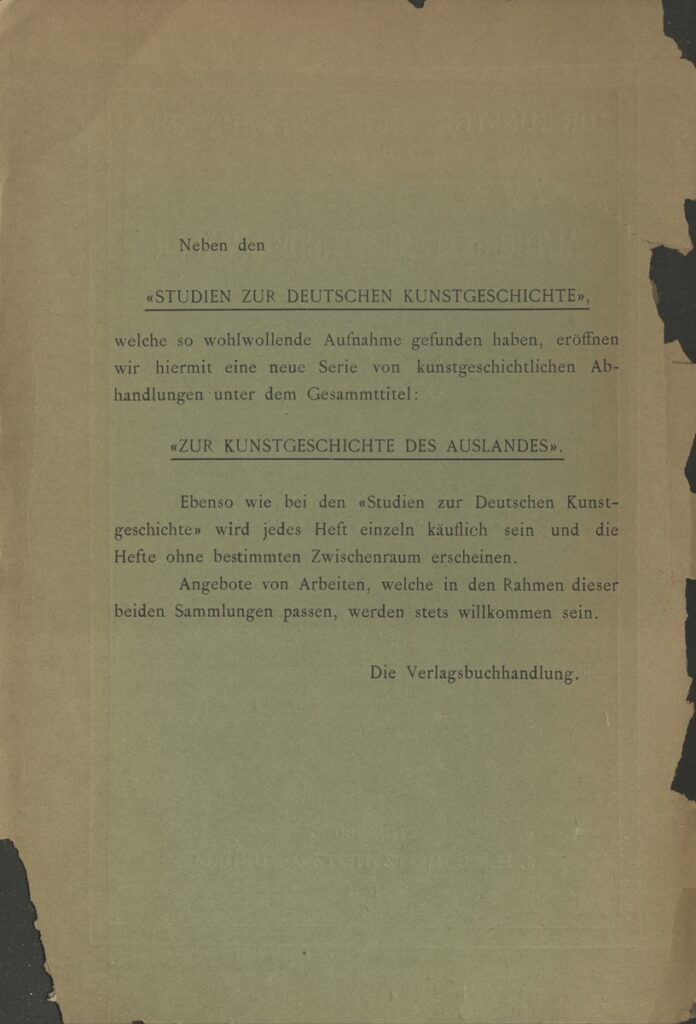 Neben den
«STUDIEN ZUR DEUTSCHEN KUNSTGESCHICHTE»,
welche so wohlwollende Aufnahme gefunden haben, eröffnen
wir hiermit eine neue Serie von kunstgeschichtlichen Ab-
handlungen unter dem Gesammttitel:
«ZUR KUNSTGESCHICHTE DES AUSLANDES».
Ebenso wie bei den «Studien zur Deutschen Kunst-
geschichte» wird jedes Heft einzeln käuflich sein und die
Hefte ohne bestimmten Zwischenraum erscheinen.
Angebote von Arbeiten, welche in den Rahmen dieser
beiden Sammlungen passen, werden stets willkommen sein.
Die Verlagsbuchhandlung.